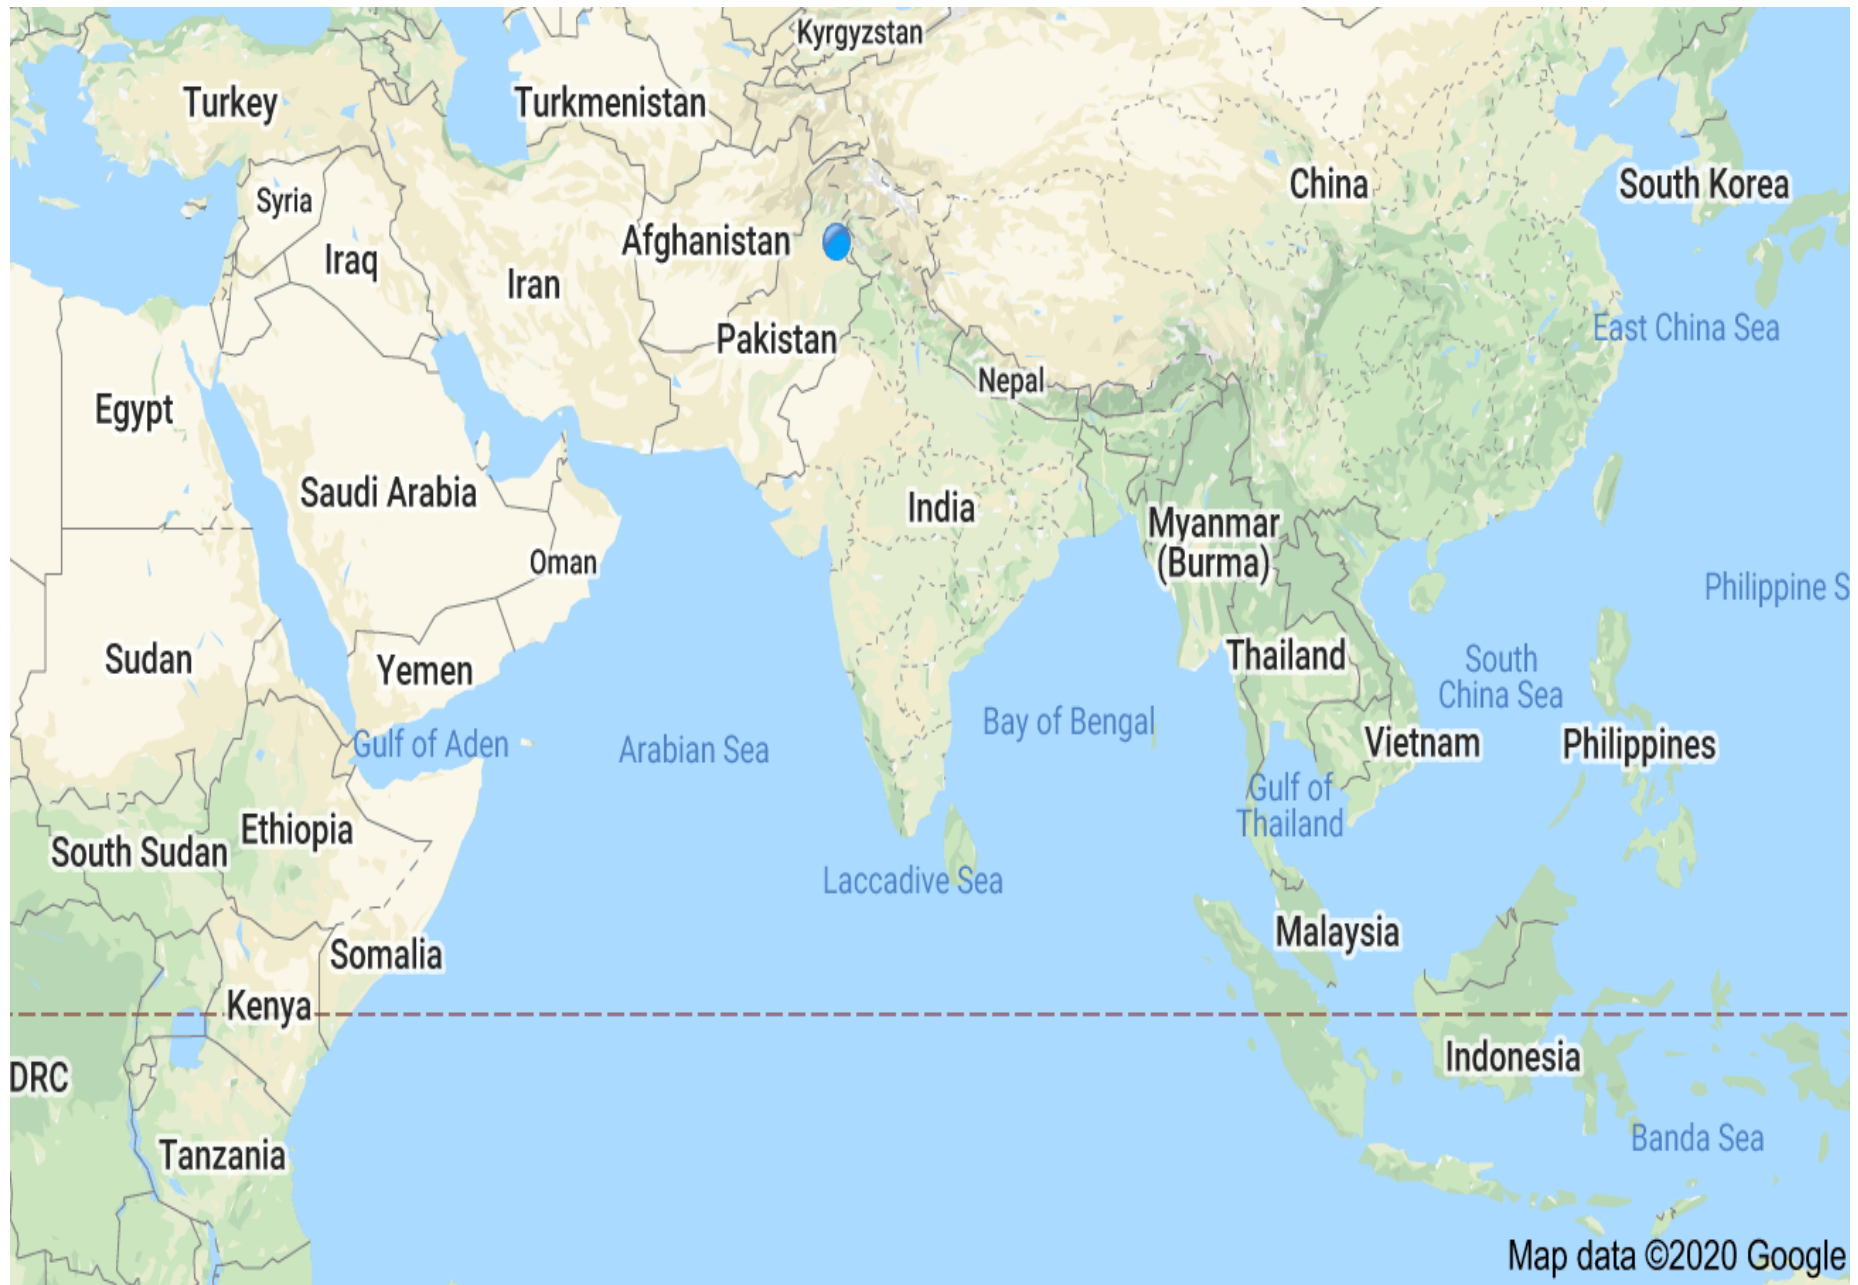 Kyrgyzstan
Turkey
Turkmenistan
China
South Korea
Syria
Afghanistan
Iraq
Iran
Pakistan
East China Sea
Nepal
Egypt
Saudi Arabia
India
Myanmar
(Burma)
Oman
Philippine S
Sudan
Yemen
Thailand
South
China Sea
Gulf of Aden
Arabian Sea
Bay of Bengal
Vietnam
Philippines
Gulf of
Thailand
Ethiopia
South Sudan
Laccadive Sea
Malaysia
Somalia
Kenya
Indonesia
DRC
Tanzania
Banda Sea
Map data ©2020 Google